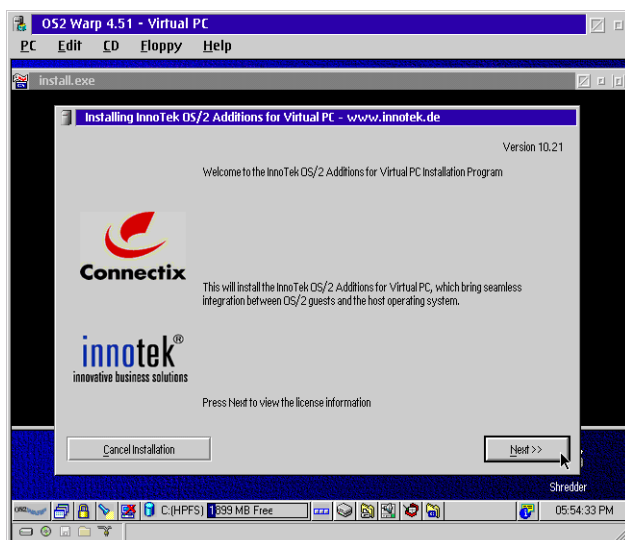 OS2 Warp 4.51 - Virtual PC
PC Edit CD Floppy Help
install.exe
Installing InnoTek OS/2 Additions for Virtual PC - www.innotek.de
Version 10.21
Welcome to the InnoTek OS/2 Additions for Virtual PC Installation Program
Connectix
This will install the InnoTek OS/2 Additions for Virtual PC, which bring seamless
integration between OS/2 guests and the host operating system.
innotek®
innovative business solutions
Press Next to view the license information
Cancel Installation
Next >>
Shredder
C:(HPFS) 1899 MB Free
05:54:33 PM